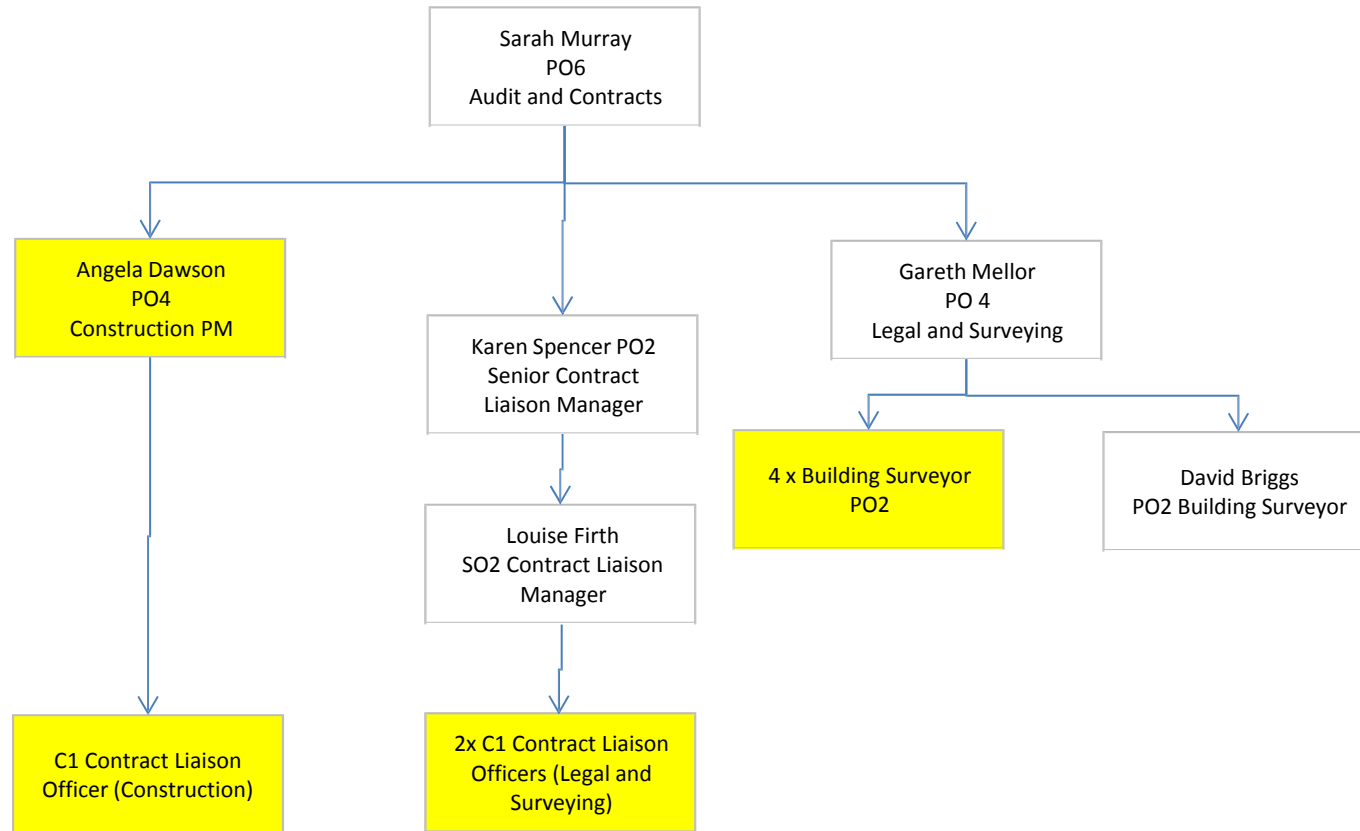 Sarah Murray
PO6
Audit and Contracts
Angela Dawson
PO4
Construction PM
Karen Spencer PO2
Senior Contract
Liaison Manager
Gareth Mellor
PO 4
Legal and Surveying
4 x Building Surveyor
PO2
David Briggs
PO2 Building Surveyor
Louise Firth
SO2 Contract Liaison
Manager
C1 Contract Liaison
Officer (Construction)
2x C1 Contract Liaison
Officers (Legal and
Surveying)